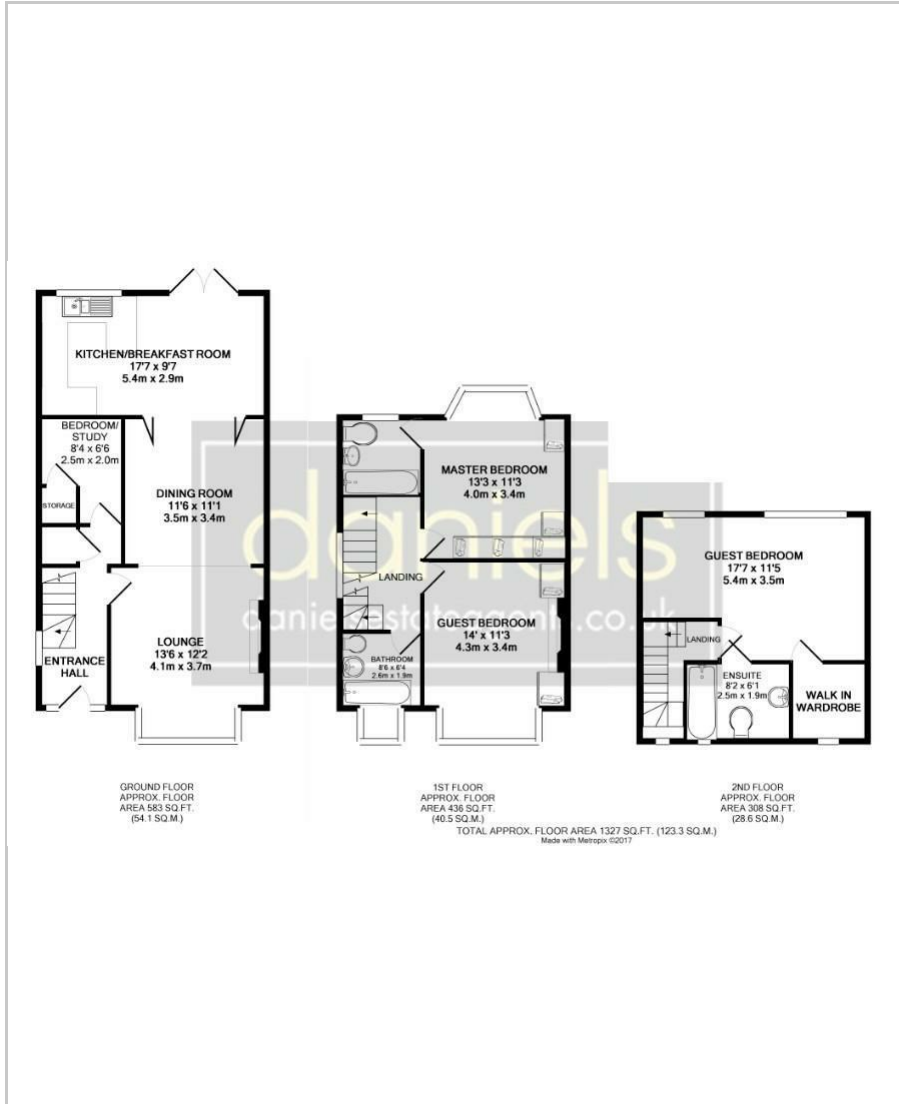 KITCHEN/BREAKFAST ROOM
17'7 x 9'7
5.4m x 2.9m
BEDROOM/
STUDY
8'4 x 6'6
2.5m x 2.0m
STORAGE
DINING ROOM
11'6 x 11'1
3.5m x 3.4m
LOUNGE
13'6 x 12'2
4.1m x 3.7m
ENTRANCE
HALL
GROUND FLOOR
APPROX. FLOOR
AREA 583 SQ.FT.
(54.1 SQ.M.)
MASTER BEDROOM
13'3 x 11'3
4.0m x 3.4m
LANDING
GUEST BEDROOM
14' x 11'3
4.3m x 3.4m
BATHROOM
8'6 x 6'4
2.6m x 1.9m
1ST FLOOR
APPROX. FLOOR
AREA 436 SQ.FT.
(40.5 SQ.M.)
GUEST BEDROOM
17'7 x 11'5
5.4m x 3.5m
LANDING
ENSUITE
8'2 x 6'1
2.5m x 1.9m
WALK IN
WARDROBE
2ND FLOOR
APPROX. FLOOR
AREA 308 SQ.FT.
(28.6 SQ.M.)
TOTAL APPROX. FLOOR AREA 1327 SQ.FT. (123.3 SQ.M.)
Made with Metropix ©2017
daniels
danielsestateagents.co.uk